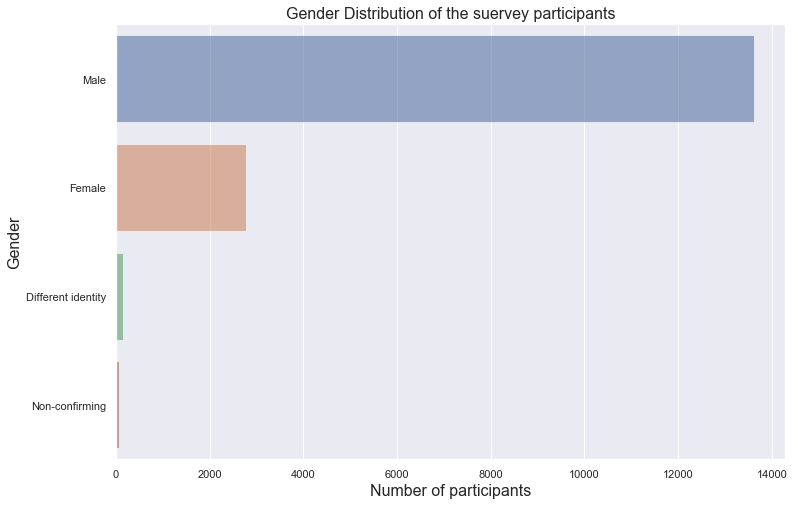 Gender Distribution of the suervey participants
Male
Female
Different identity
Non-confirming
Gender
0 2000 4000 6000 8000 10000 12000 14000
Number of participants